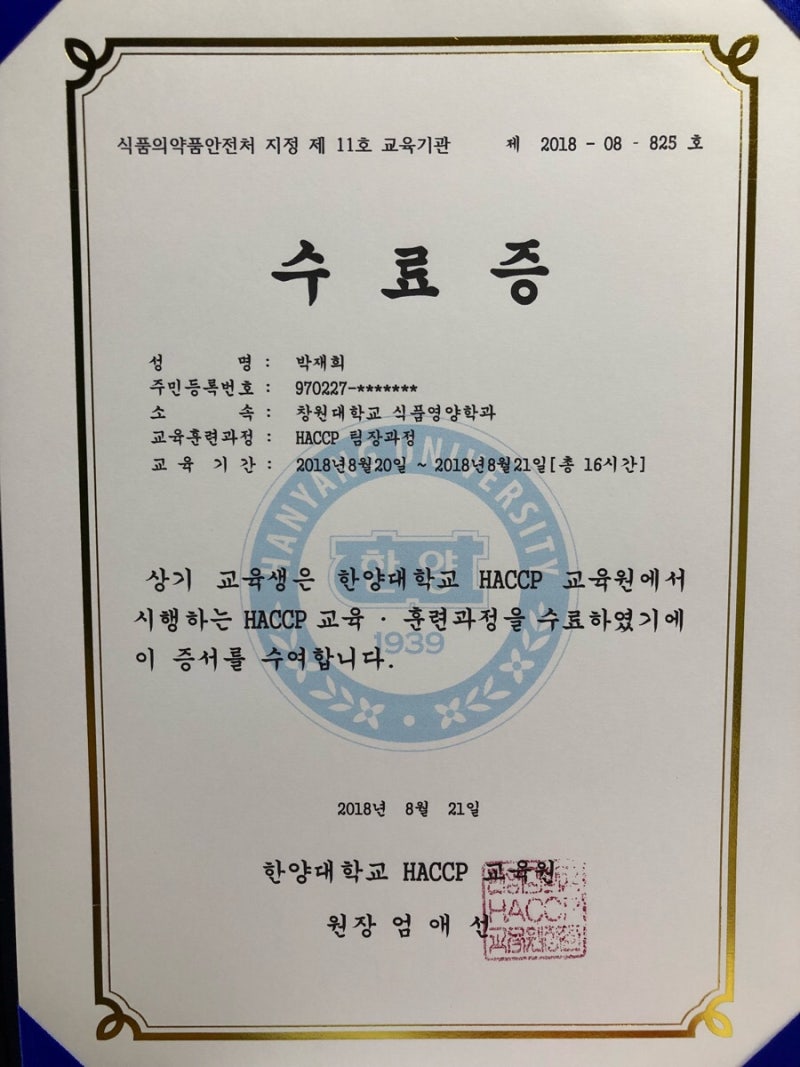 식품의약품안전처 지정 제 11호 교육기관 제 2018 - 08 - 825 호
수 료 증
성 명 : 박재희
주민등록번호 : 970227-*******
소 속 : 창원대학교 식품영양학과
교육훈련과정 : HACCP 팀장과정
교 육 기 간 : 2018년8월20일 ~ 2018년8월21일[총 16시간]
HANYANG UNIVERSITY
한양
1939
상기 교육생은 한양대학교 HACCP 교육원에서
시행하는 HACCP 교육 · 훈련과정을 수료하였기에
이 증서를 수여합니다.
2018년 8월 21일
한양대학교 HACCP 교육원
원장 엄 애 선
HACCP